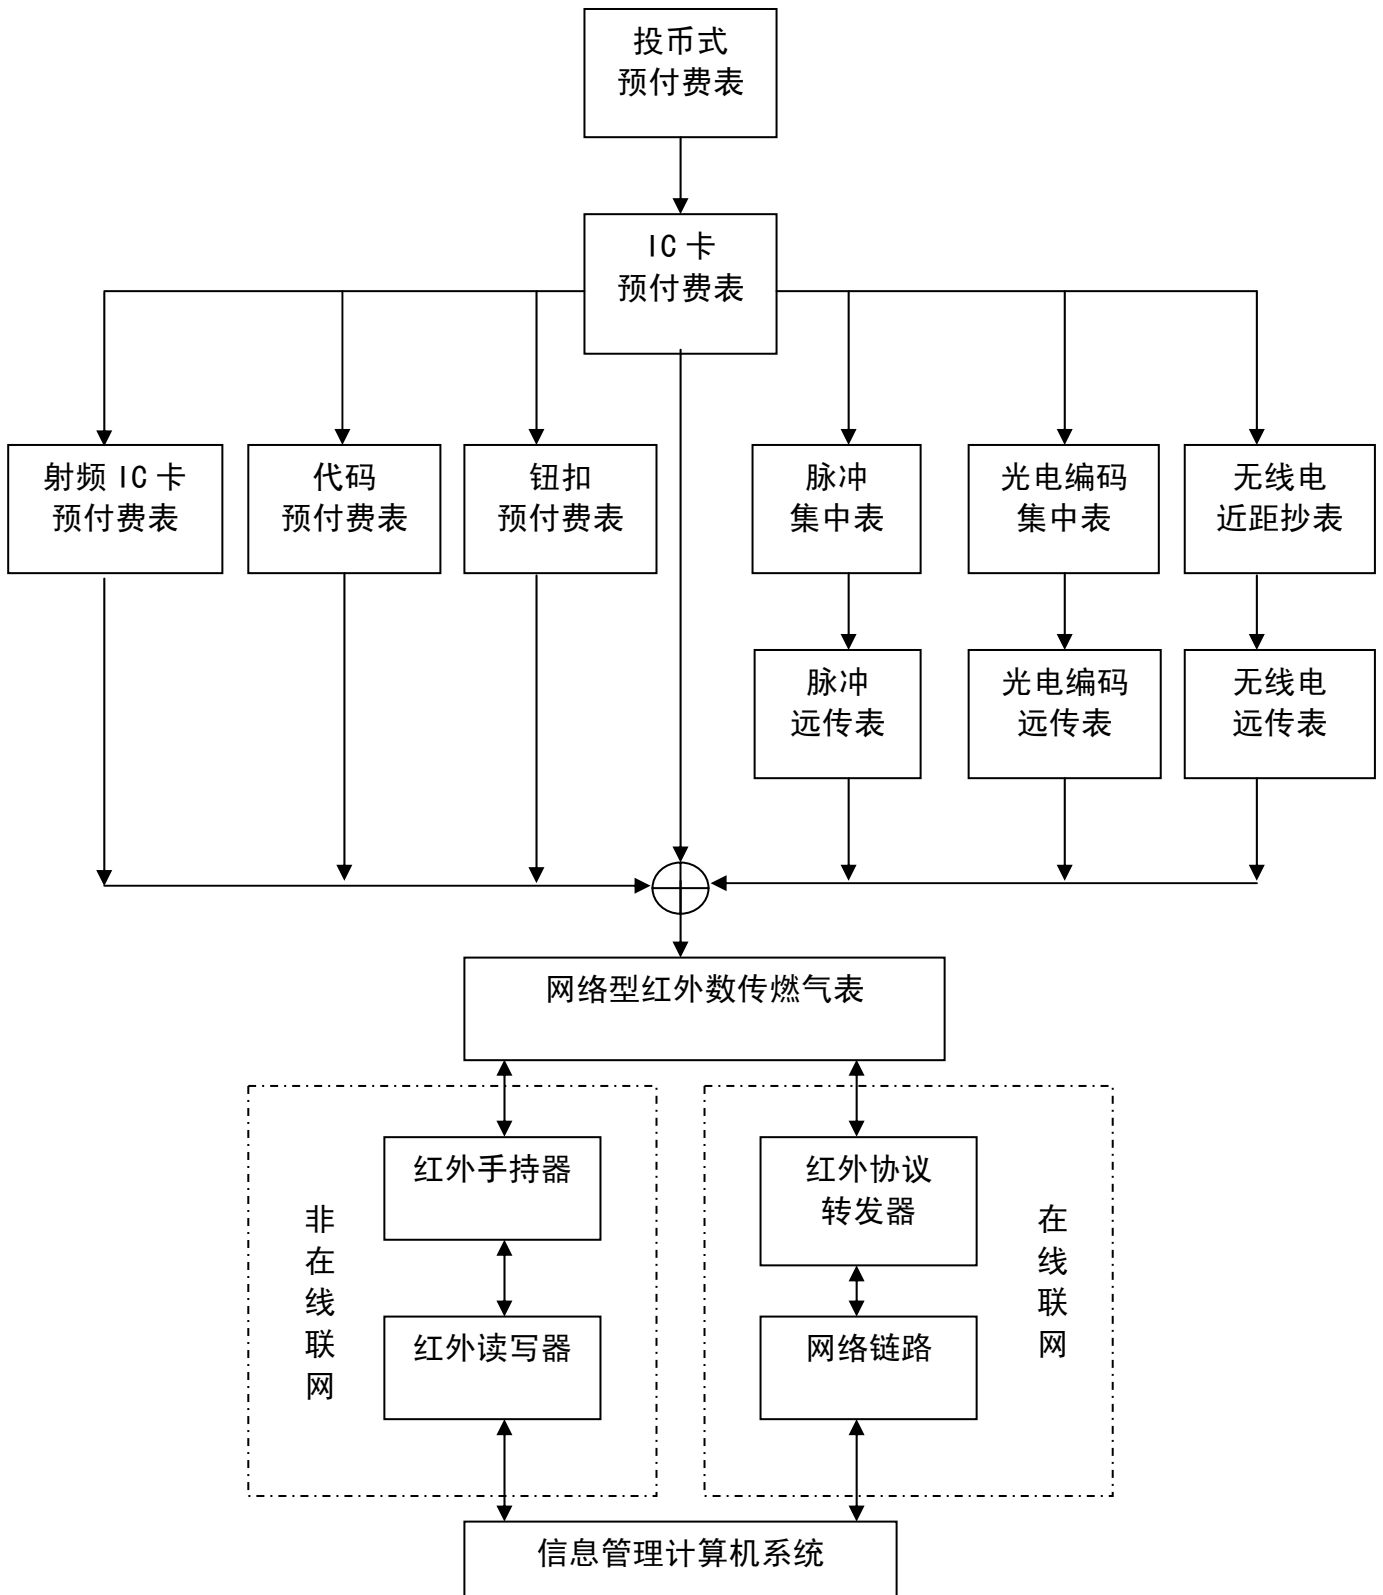 投币式
预付费表
IC卡
预付费表
射频IC卡
预付费表
代码
预付费表
钮扣
预付费表
脉冲
集中表
光电编码
集中表
无线电
近距抄表
脉冲
远传表
光电编码
远传表
无线电
远传表
网络型红外数传燃气表
非在线联网
红外手持器
红外读写器
红外协议
转发器
网络链路
在线联网
信息管理计算机系统